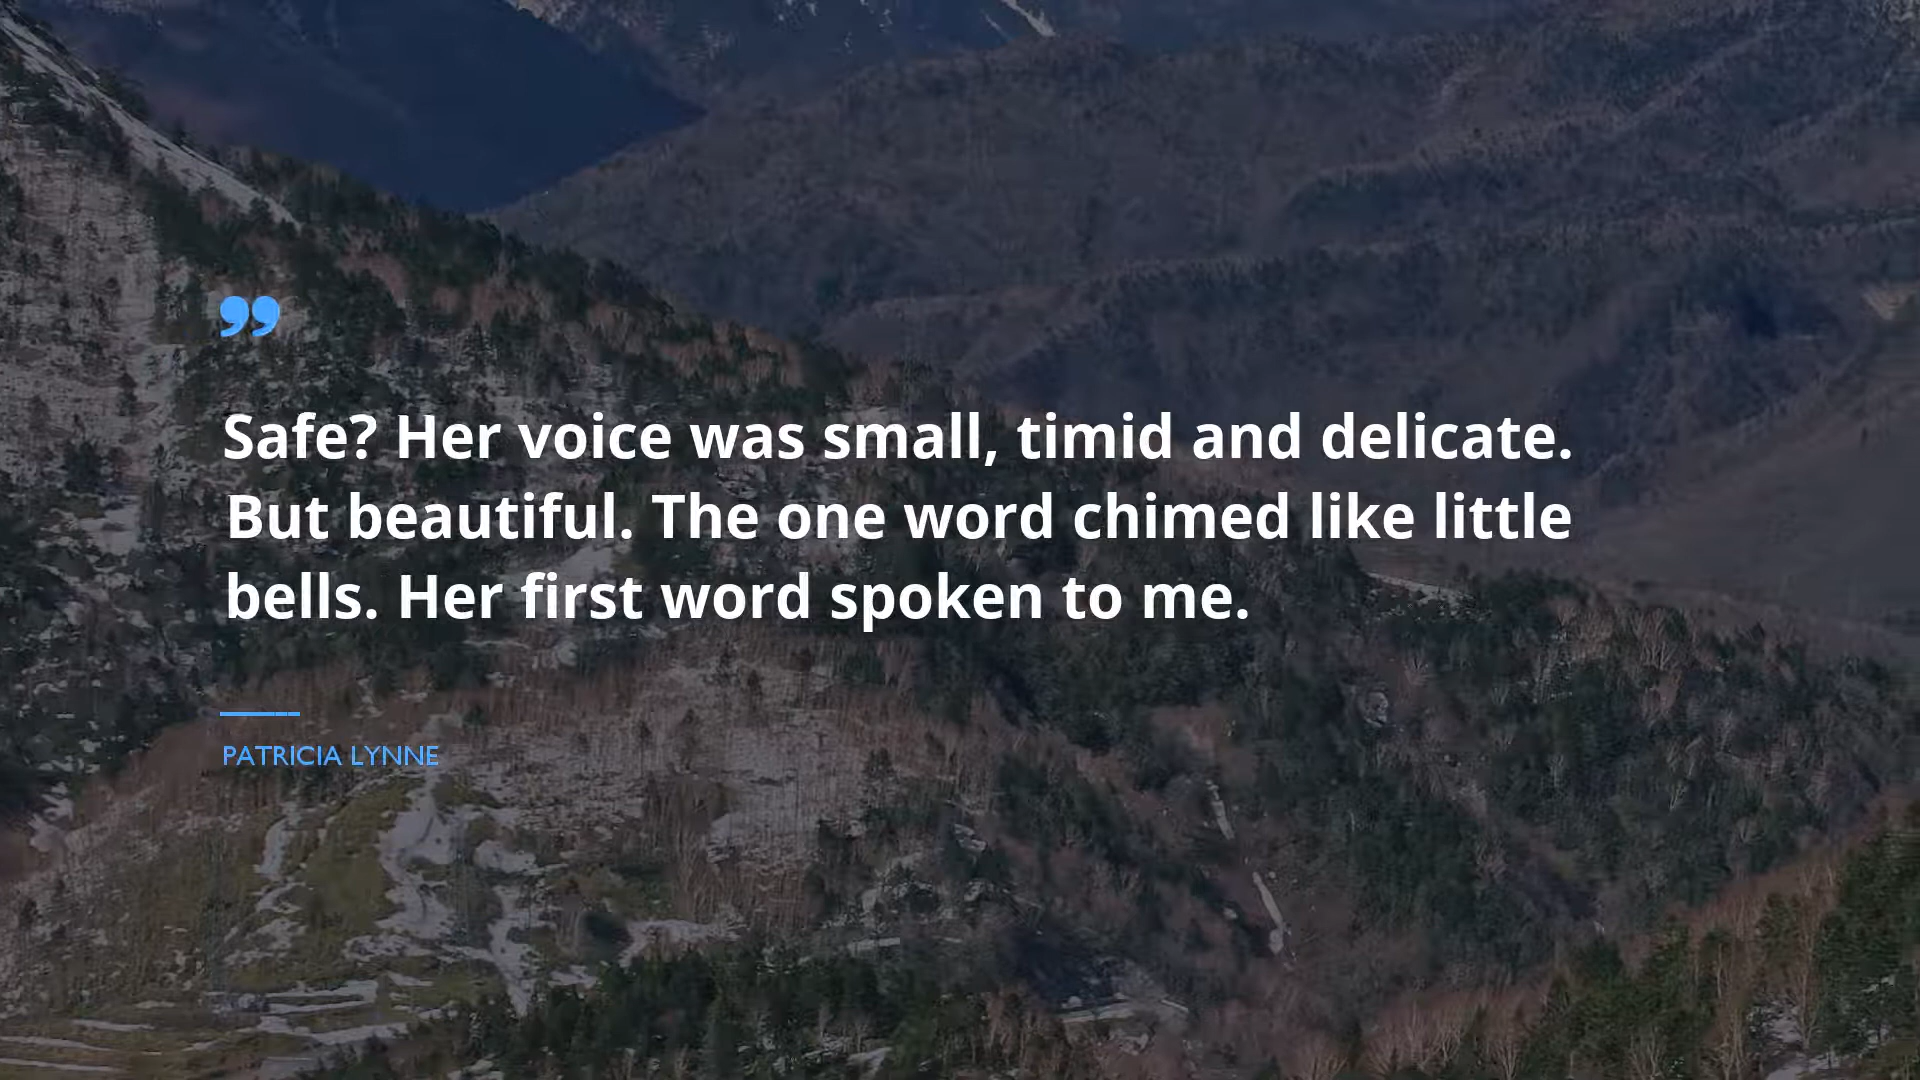 ”
Safe? Her voice was small, timid and delicate.
But beautiful. The one word chimed like little
bells. Her first word spoken to me.
PATRICIA LYNNE